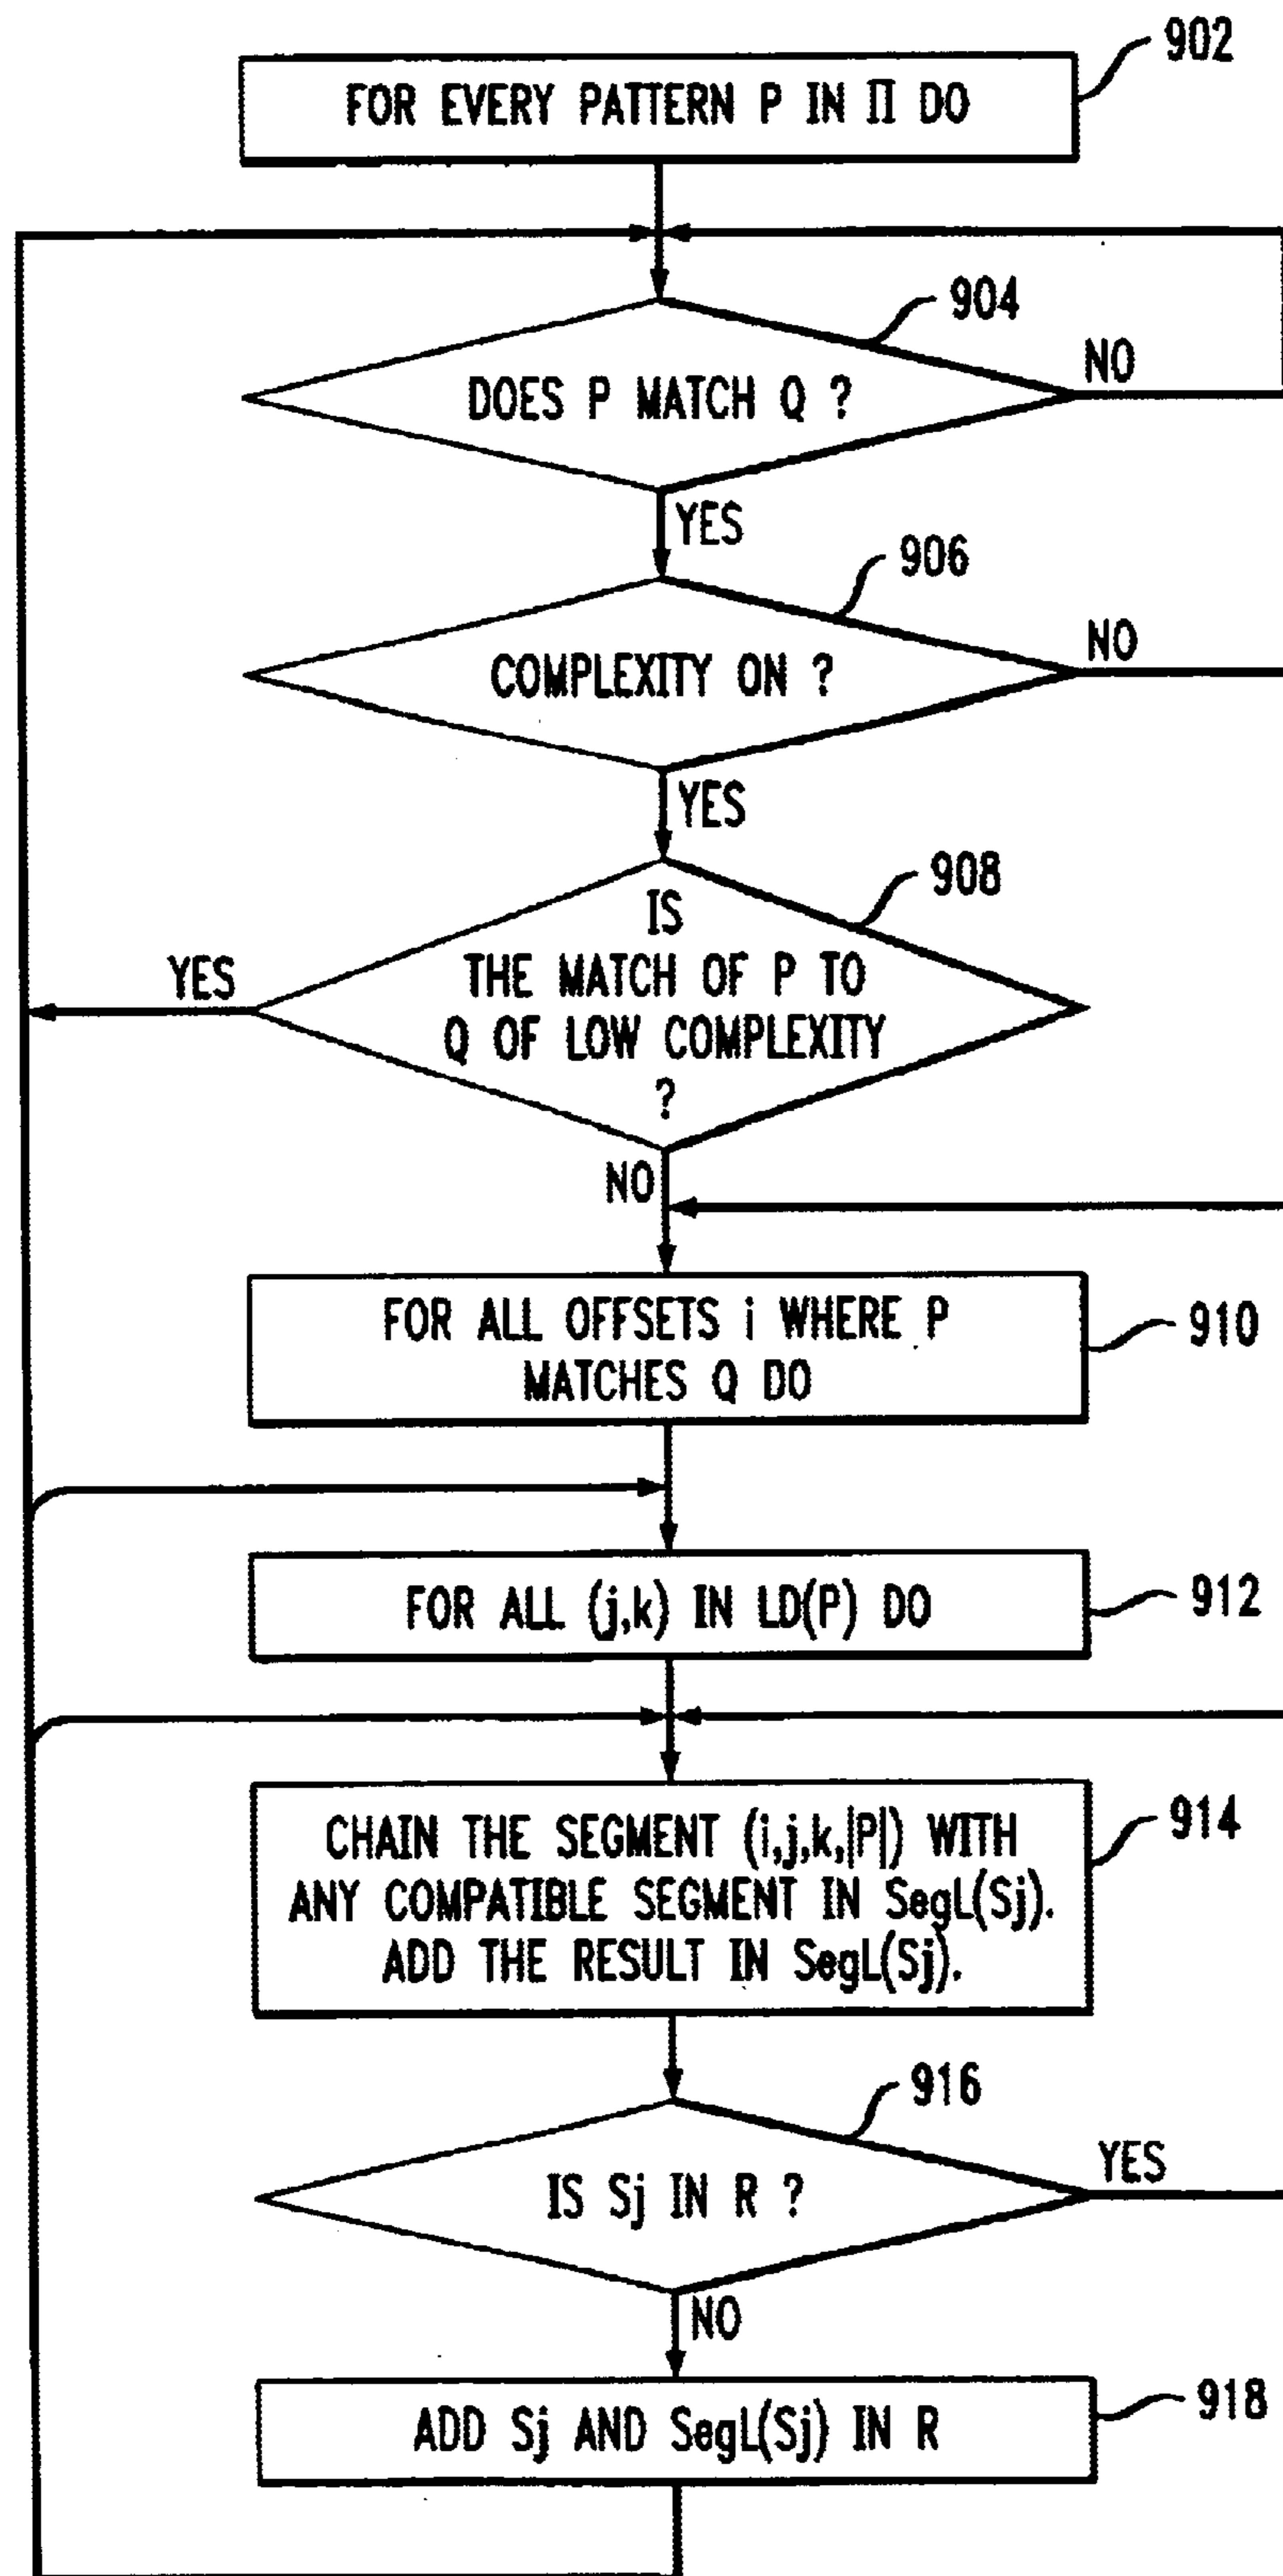 902
FOR EVERY PATTERN P IN Π DO
904
DOES P MATCH Q ?
NO
YES
906
COMPLEXITY ON ?
NO
YES
908
IS
THE MATCH OF P TO
Q OF LOW COMPLEXITY
?
YES
NO
FOR ALL OFFSETS i WHERE P
MATCHES Q DO
910
FOR ALL (j,k) IN LD(P) DO
912
CHAIN THE SEGMENT (i,j,k,|P|) WITH
ANY COMPATIBLE SEGMENT IN SegL(Sj).
ADD THE RESULT IN SegL(Sj).
914
916
IS Sj IN R ?
YES
NO
ADD Sj AND SegL(Sj) IN R
918